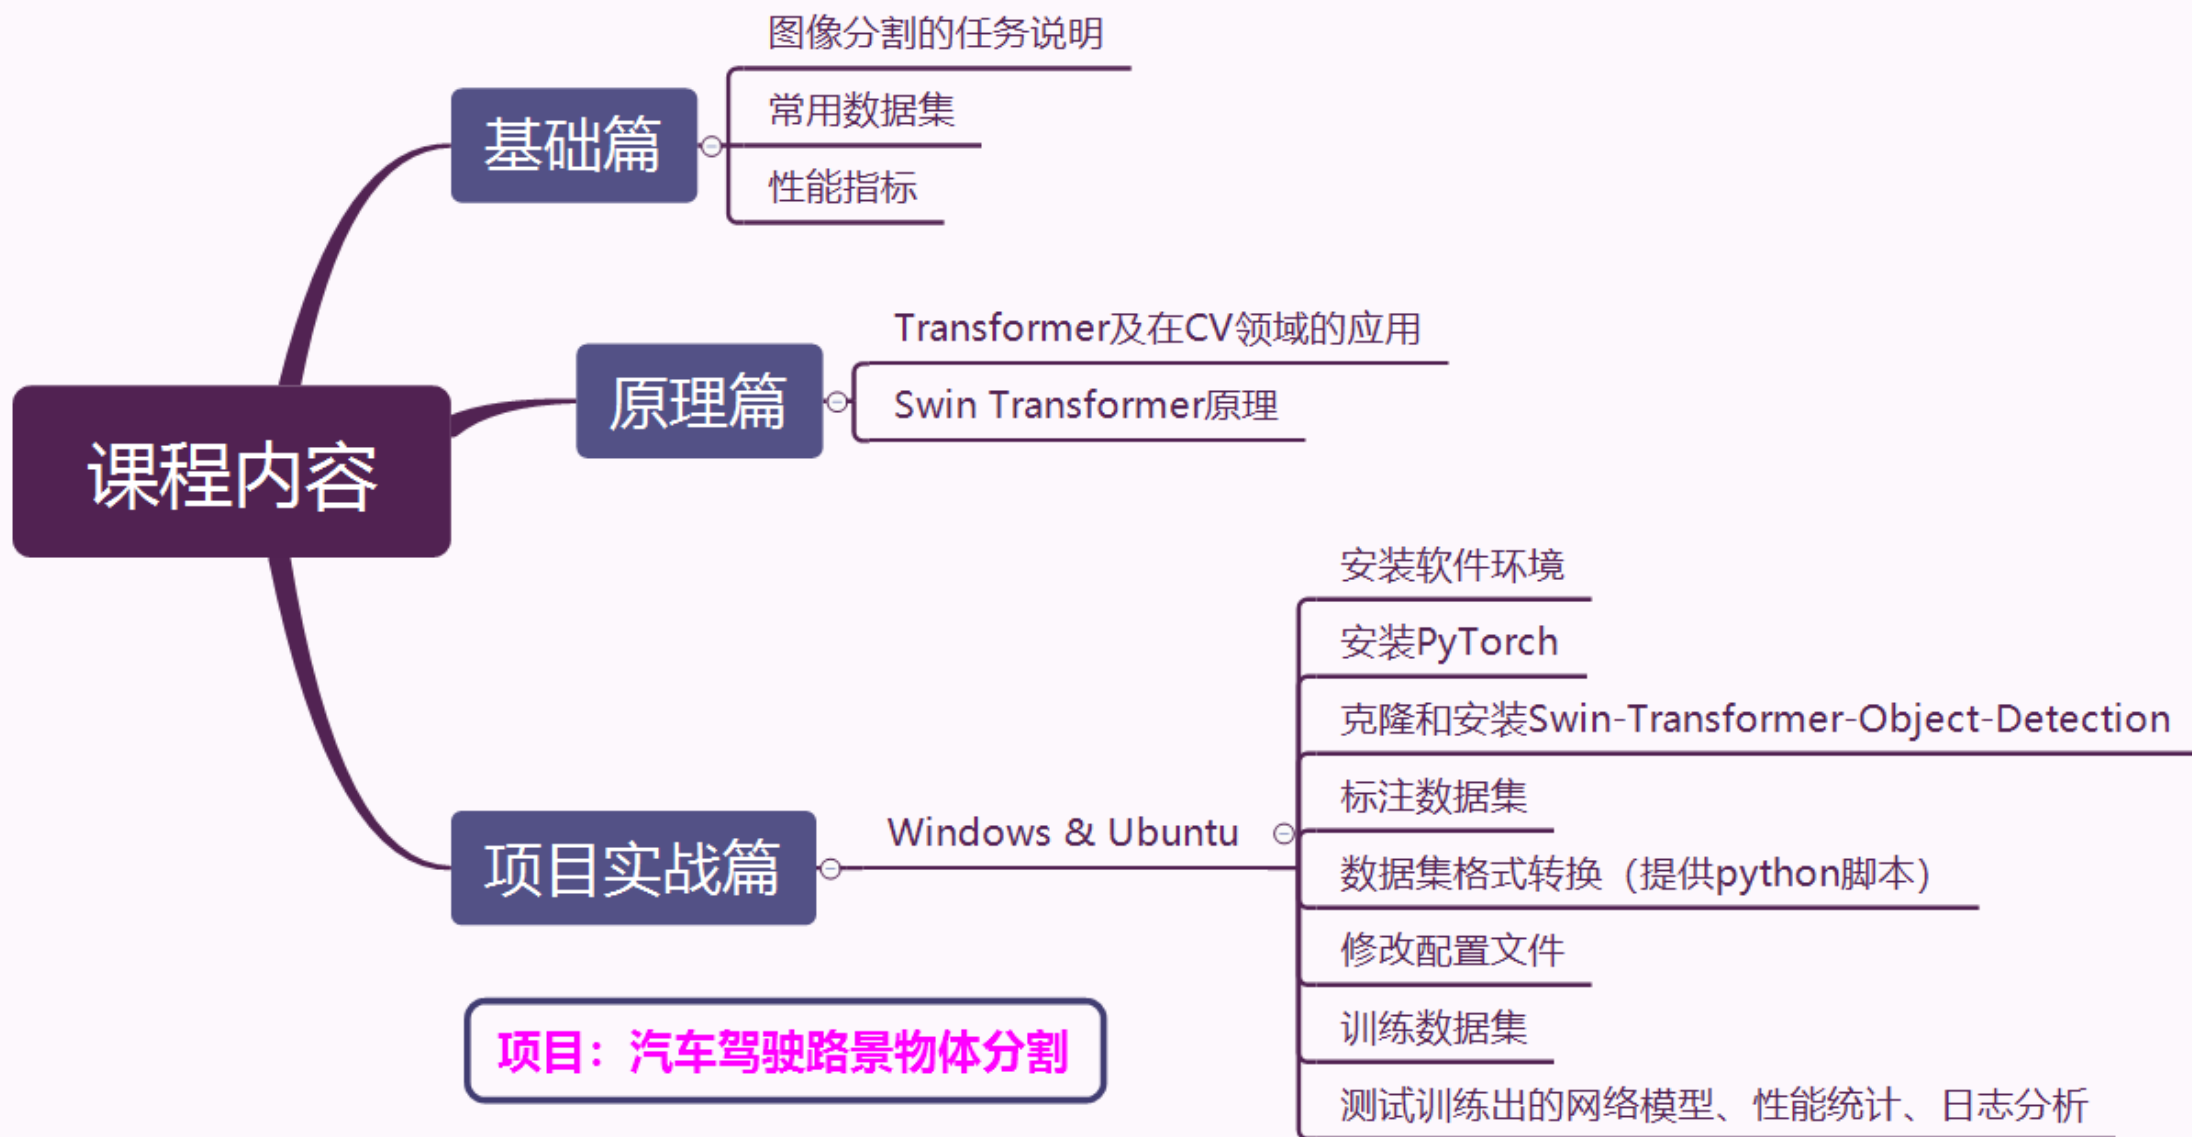 课程内容
基础篇
图像分割的任务说明
常用数据集
性能指标
原理篇
Transformer及在CV领域的应用
Swin Transformer原理
项目实战篇
Windows & Ubuntu
安装软件环境
安装PyTorch
克隆和安装Swin-Transformer-Object-Detection
标注数据集
数据集格式转换（提供python脚本）
修改配置文件
训练数据集
测试训练出的网络模型、性能统计、日志分析
项目：汽车驾驶路景物体分割